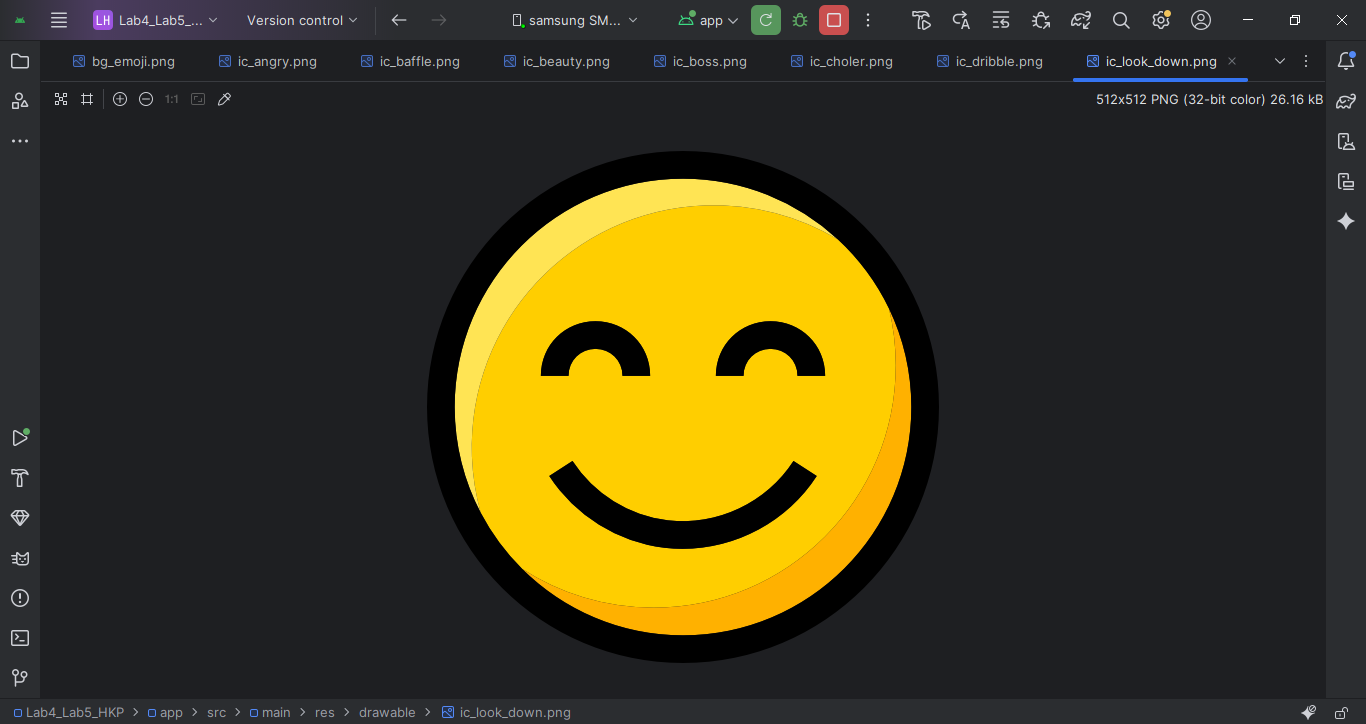 LH Lab4_Lab5_... Version control samsung SM... app
bg_emoji.png ic_angry.png ic_baffle.png ic_beauty.png ic_boss.png ic_choler.png ic_dribble.png ic_look_down.png
1:1 512x512 PNG (32-bit color) 26.16 kB
Lab4_Lab5_HKP > app > src > main > res > drawable > ic_look_down.png